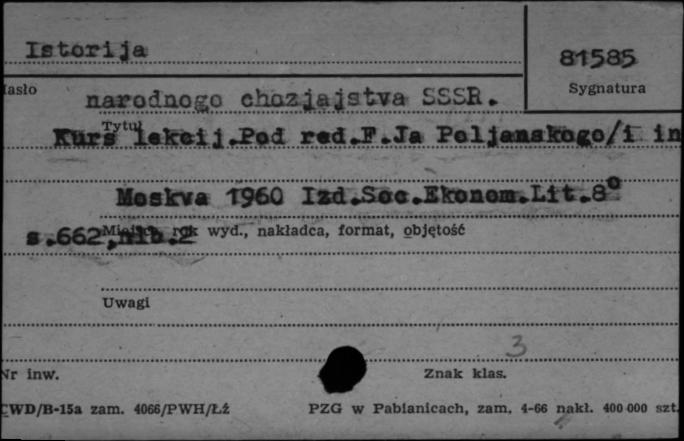 Istorija
81585
asło
Sygnatura
narodnogo chozjajstva SSSR.
Tytuł
Kurs lekcij.Pod red.F.Ja Poljanskogo/i in
Moskva 1960 Izd.Soc.Ekonom.Lit.8°
s.662,nlb.2
Miejsce, rok wyd., nakładca, format, objętość
Uwagi
3
Nr inw.
Znak klas.
CWD/B-15a zam. 4066/PWH/Łź
PZG w Pabianicach, zam. 4-66 nakł. 400 000 szt.